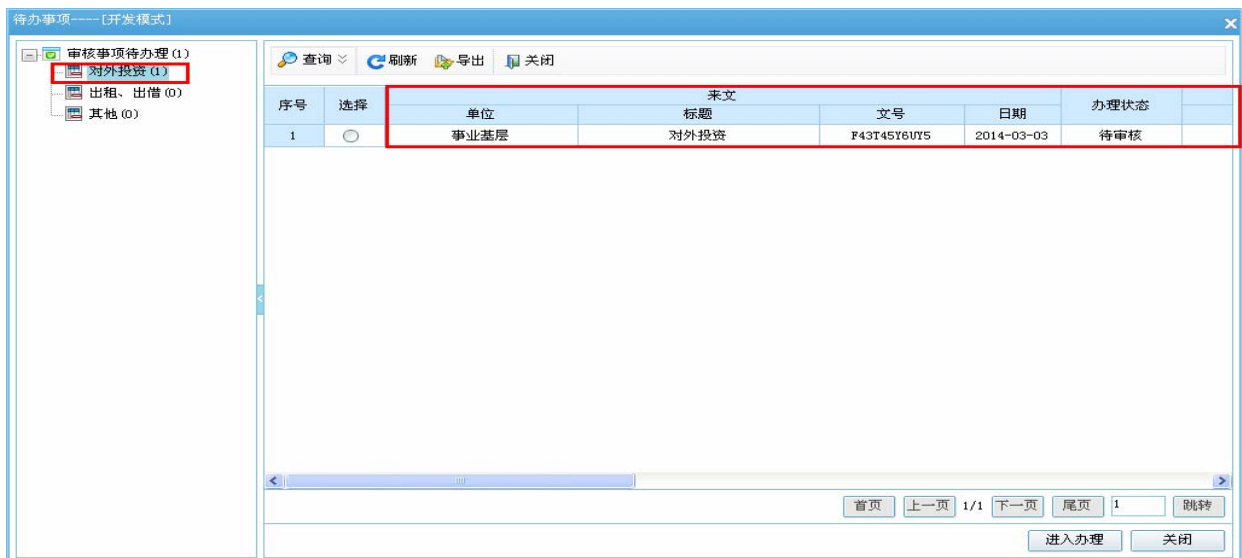 待办事项----[开发模式]
审核事项待办理(1)
对外投资(1)
出租、出借(0)
其他(0)
查询 刷新 导出 关闭
序号 选择 来文 办理状态
单位 标题 文号 日期
1 事业基层 对外投资 F43T45Y6UY5 2014-03-03 待审核
首页 上一页 1/1 下一页 尾页 1 跳转
进入办理 关闭